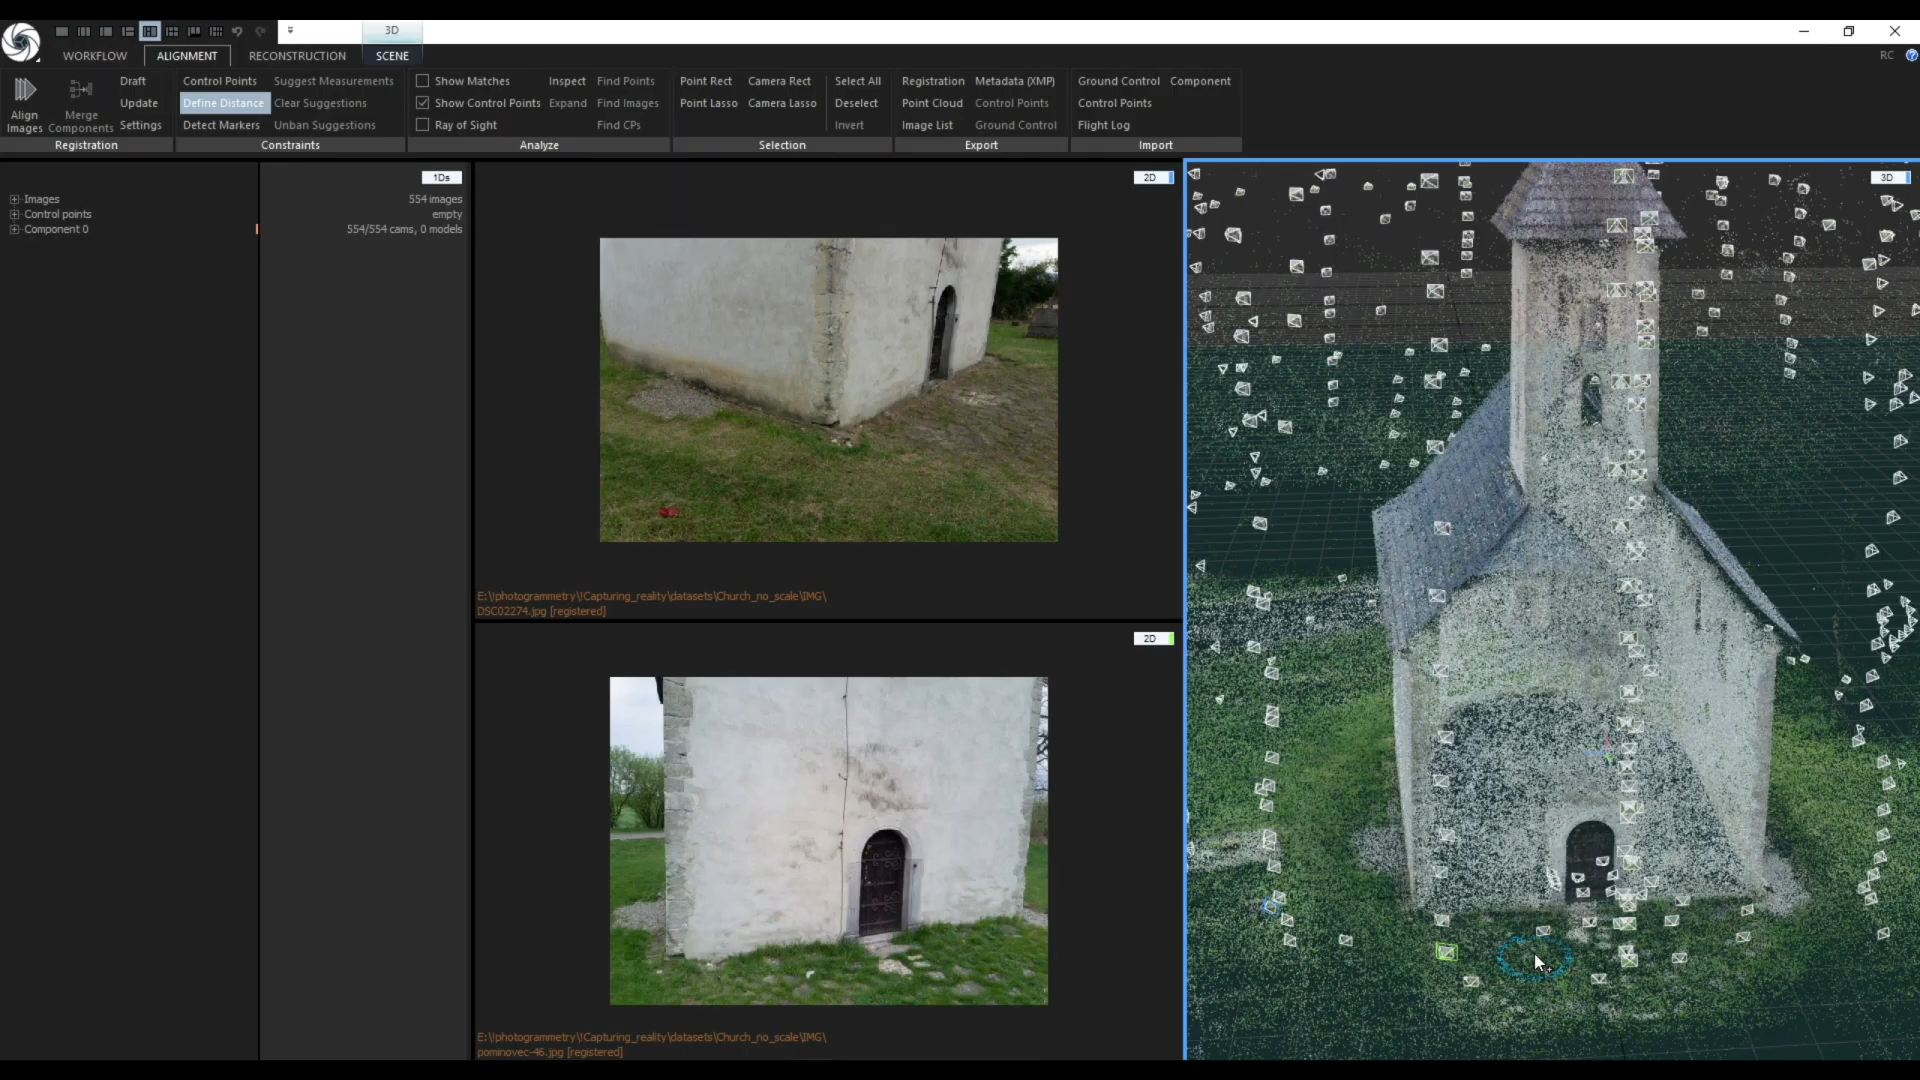 3D
RC
WORKFLOW ALIGNMENT RECONSTRUCTION SCENE
Align Images
Merge Components
Draft
Update
Settings
Registration
Control Points Suggest Measurements
Define Distance Clear Suggestions
Detect Markers Unban Suggestions
Constraints
Show Matches Inspect Find Points
Show Control Points Expand Find Images
Ray of Sight Find CPs
Analyze
Point Rect Camera Rect Select All
Point Lasso Camera Lasso Deselect
Invert
Selection
Registration Metadata (XMP)
Point Cloud Control Points
Image List Ground Control
Export
Ground Control Component
Control Points
Flight Log
Import
1Ds
Images 554 images
Control points empty
Component 0 554/554 cams, 0 models
2D
E:\!photogrammetry\!Capturing_reality\datasets\Church_no_scale\IMG\
DSC02274.jpg [registered]
2D
E:\!photogrammetry\!Capturing_reality\datasets\Church_no_scale\IMG\
pominovec-46.jpg [registered]
3D